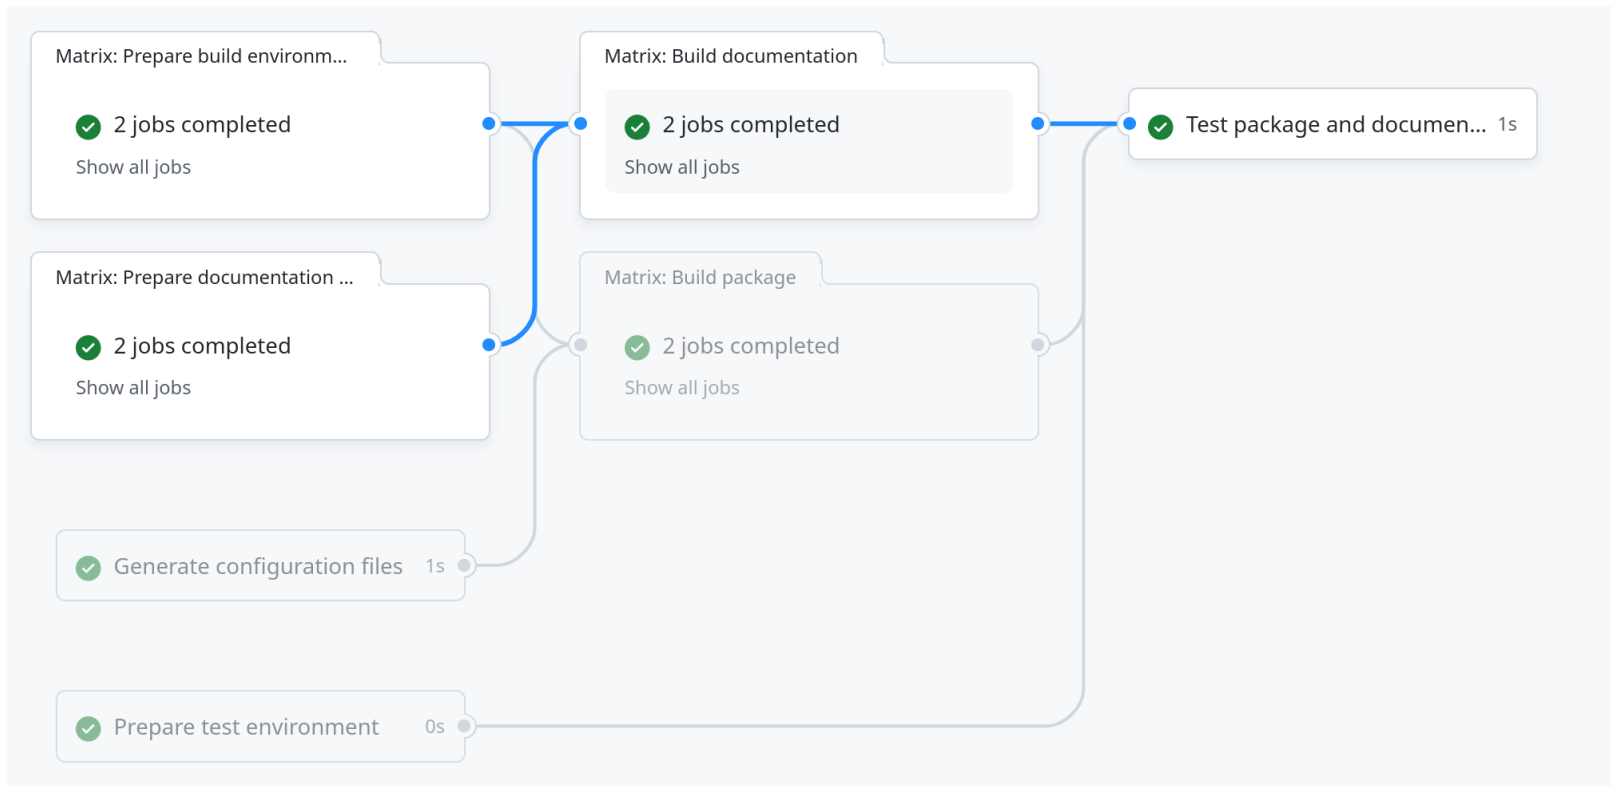 Matrix: Prepare build environm...
2 jobs completed
Show all jobs
Matrix: Build documentation
2 jobs completed
Show all jobs
Test package and documen... 1s
Matrix: Prepare documentation ...
2 jobs completed
Show all jobs
Matrix: Build package
2 jobs completed
Show all jobs
Generate configuration files 1s
Prepare test environment 0s